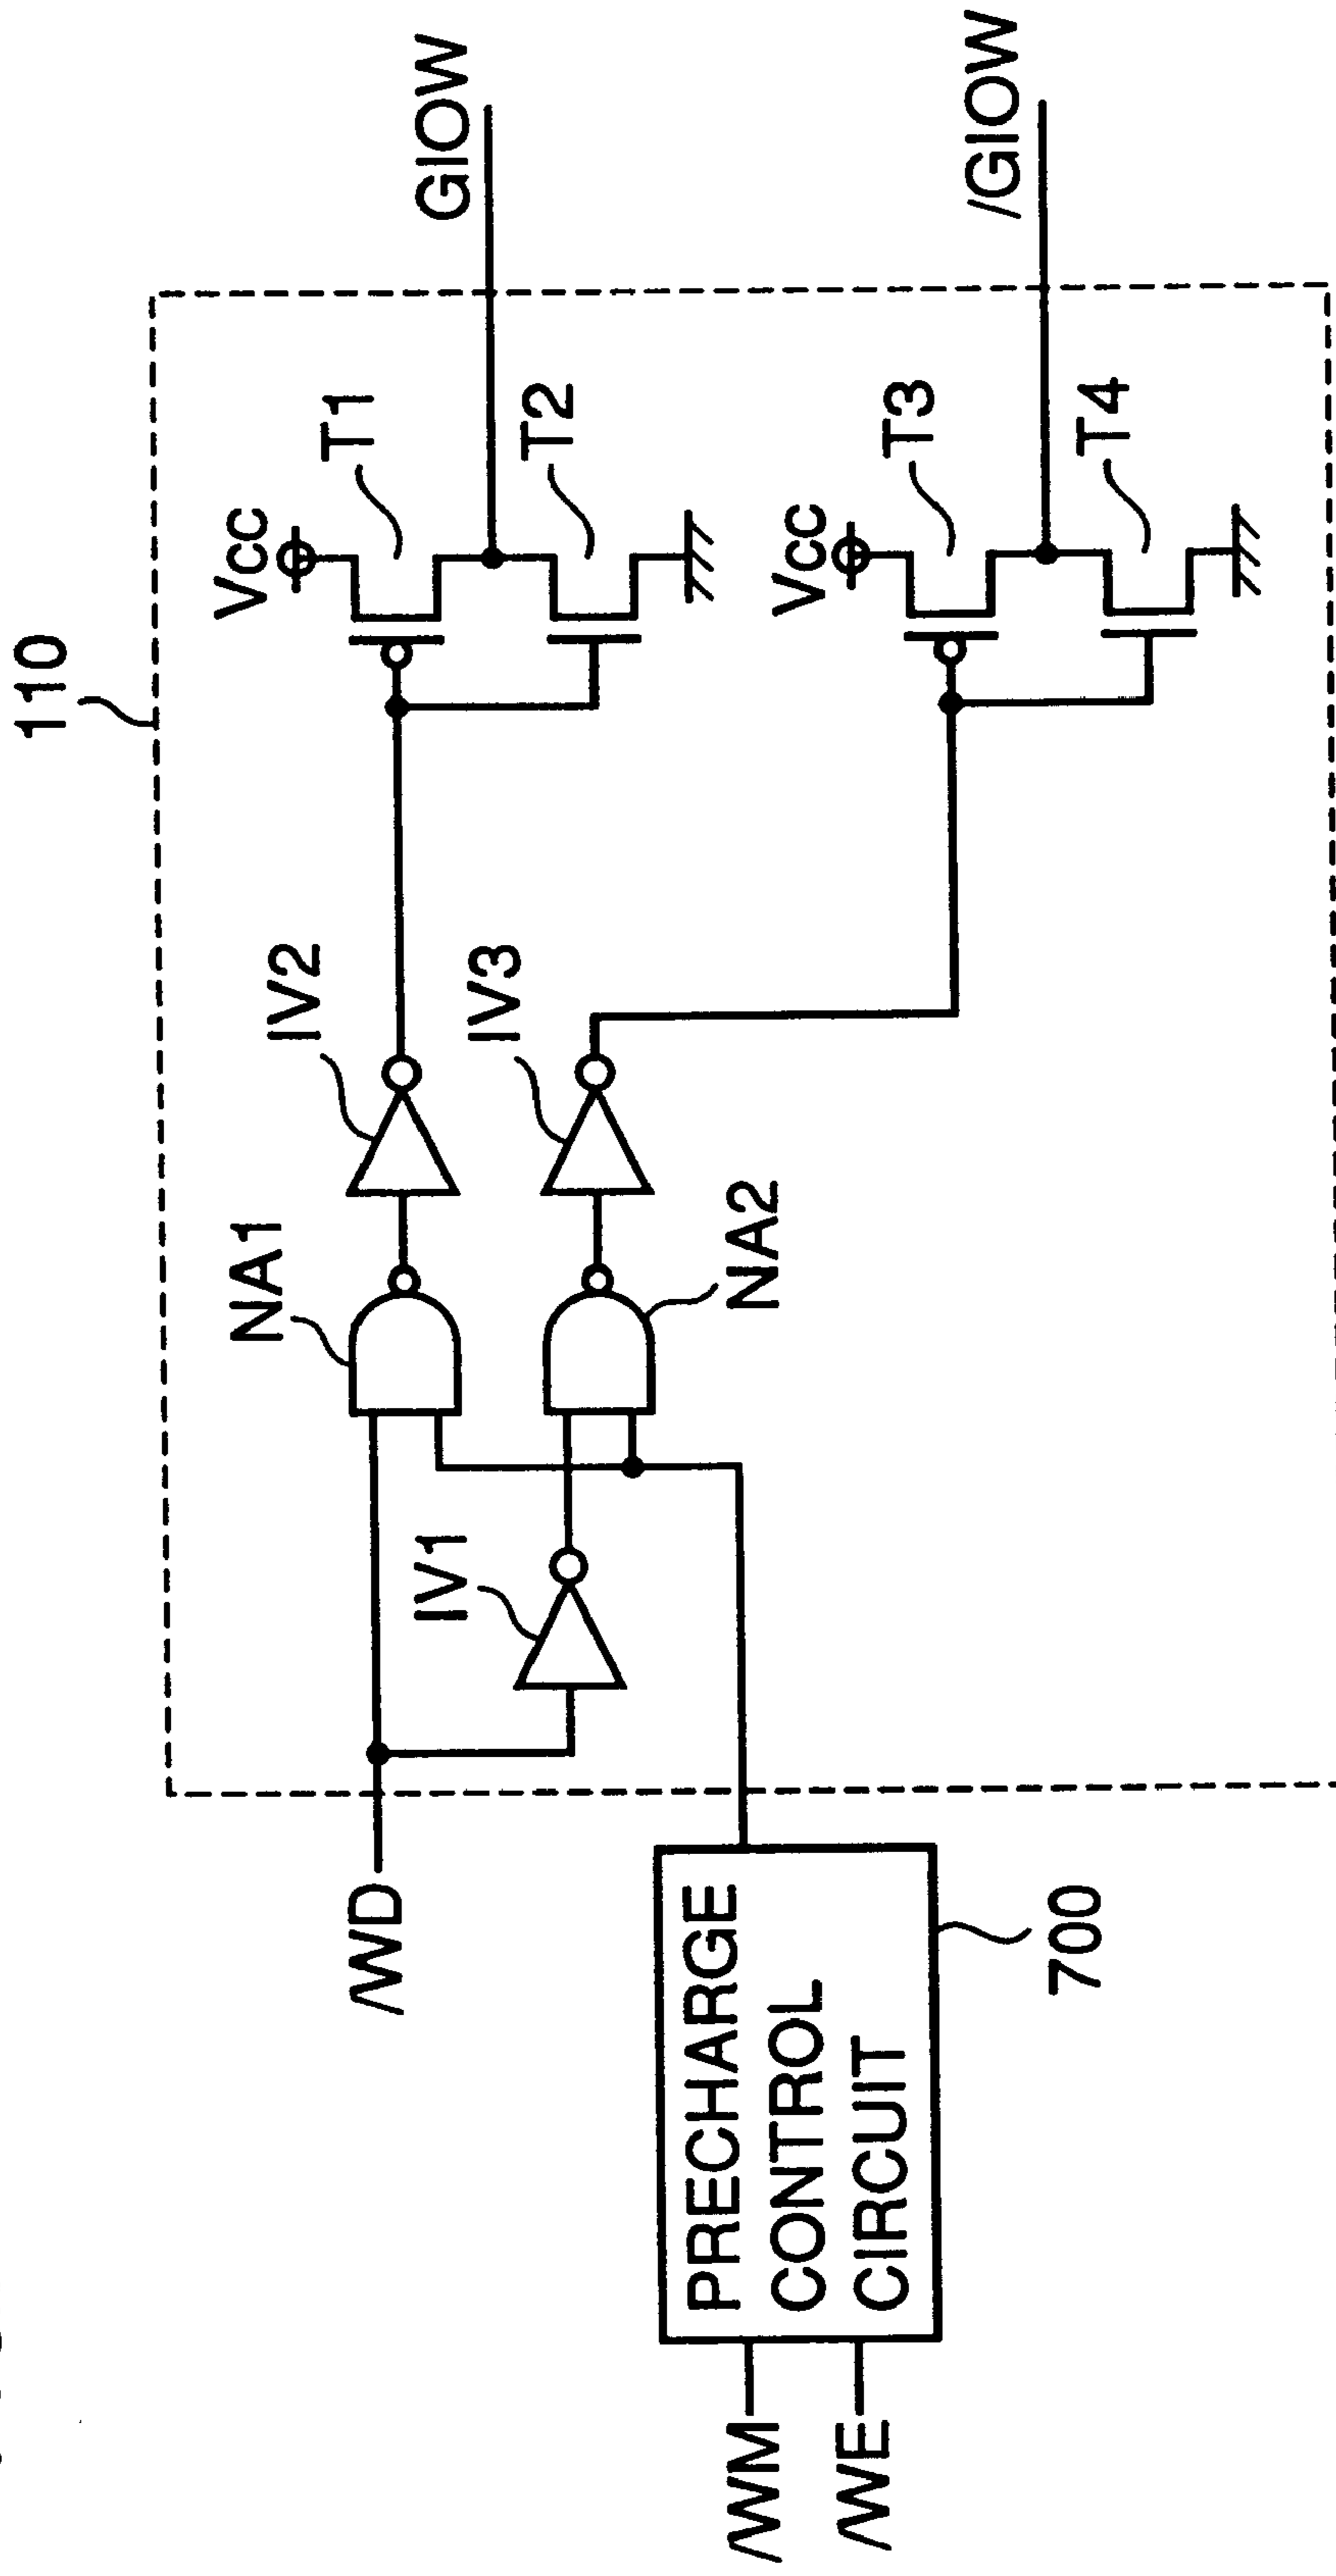 110
GIOW
/GIOW
Vcc
T1
T2
Vcc
T3
T4
IV2
IV3
NA1
NA2
IV1
/WD
PRECHARGE
CONTROL
CIRCUIT
700
/WM
/WE